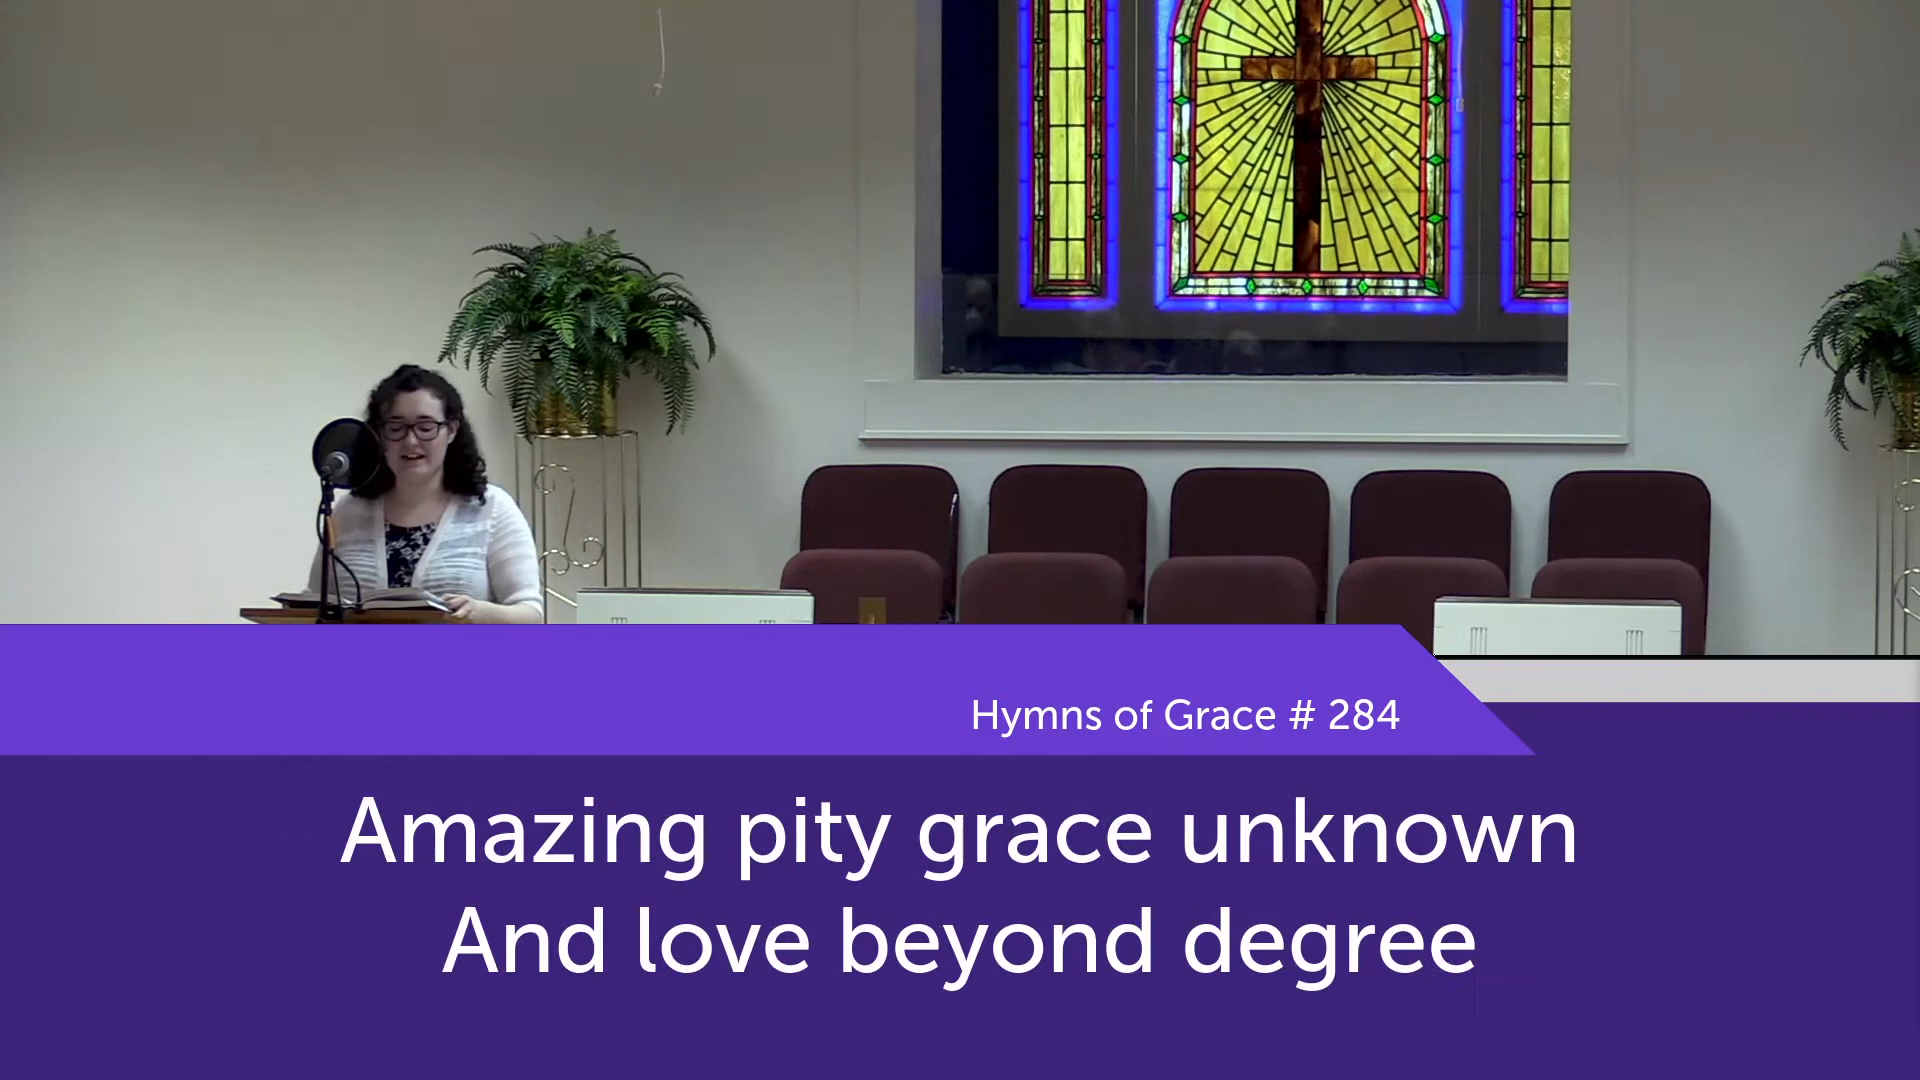 Hymns of Grace # 284
Amazing pity grace unknown
And love beyond degree